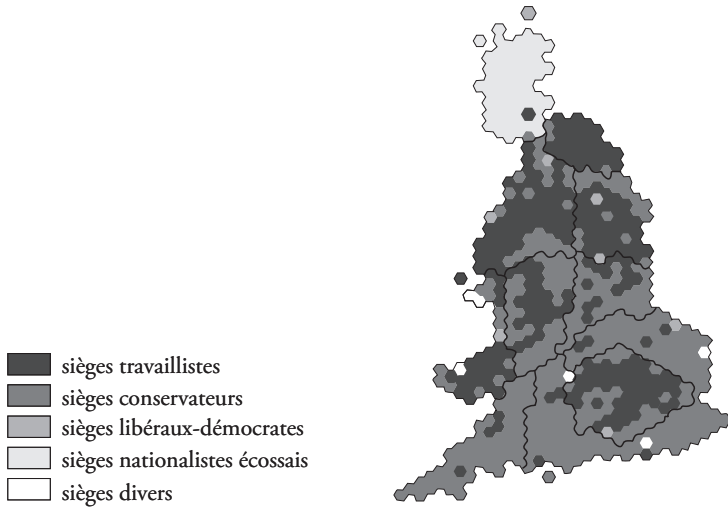 sièges travaillistes
sièges conservateurs
sièges libéraux-démocrates
sièges nationalistes écossais
sièges divers